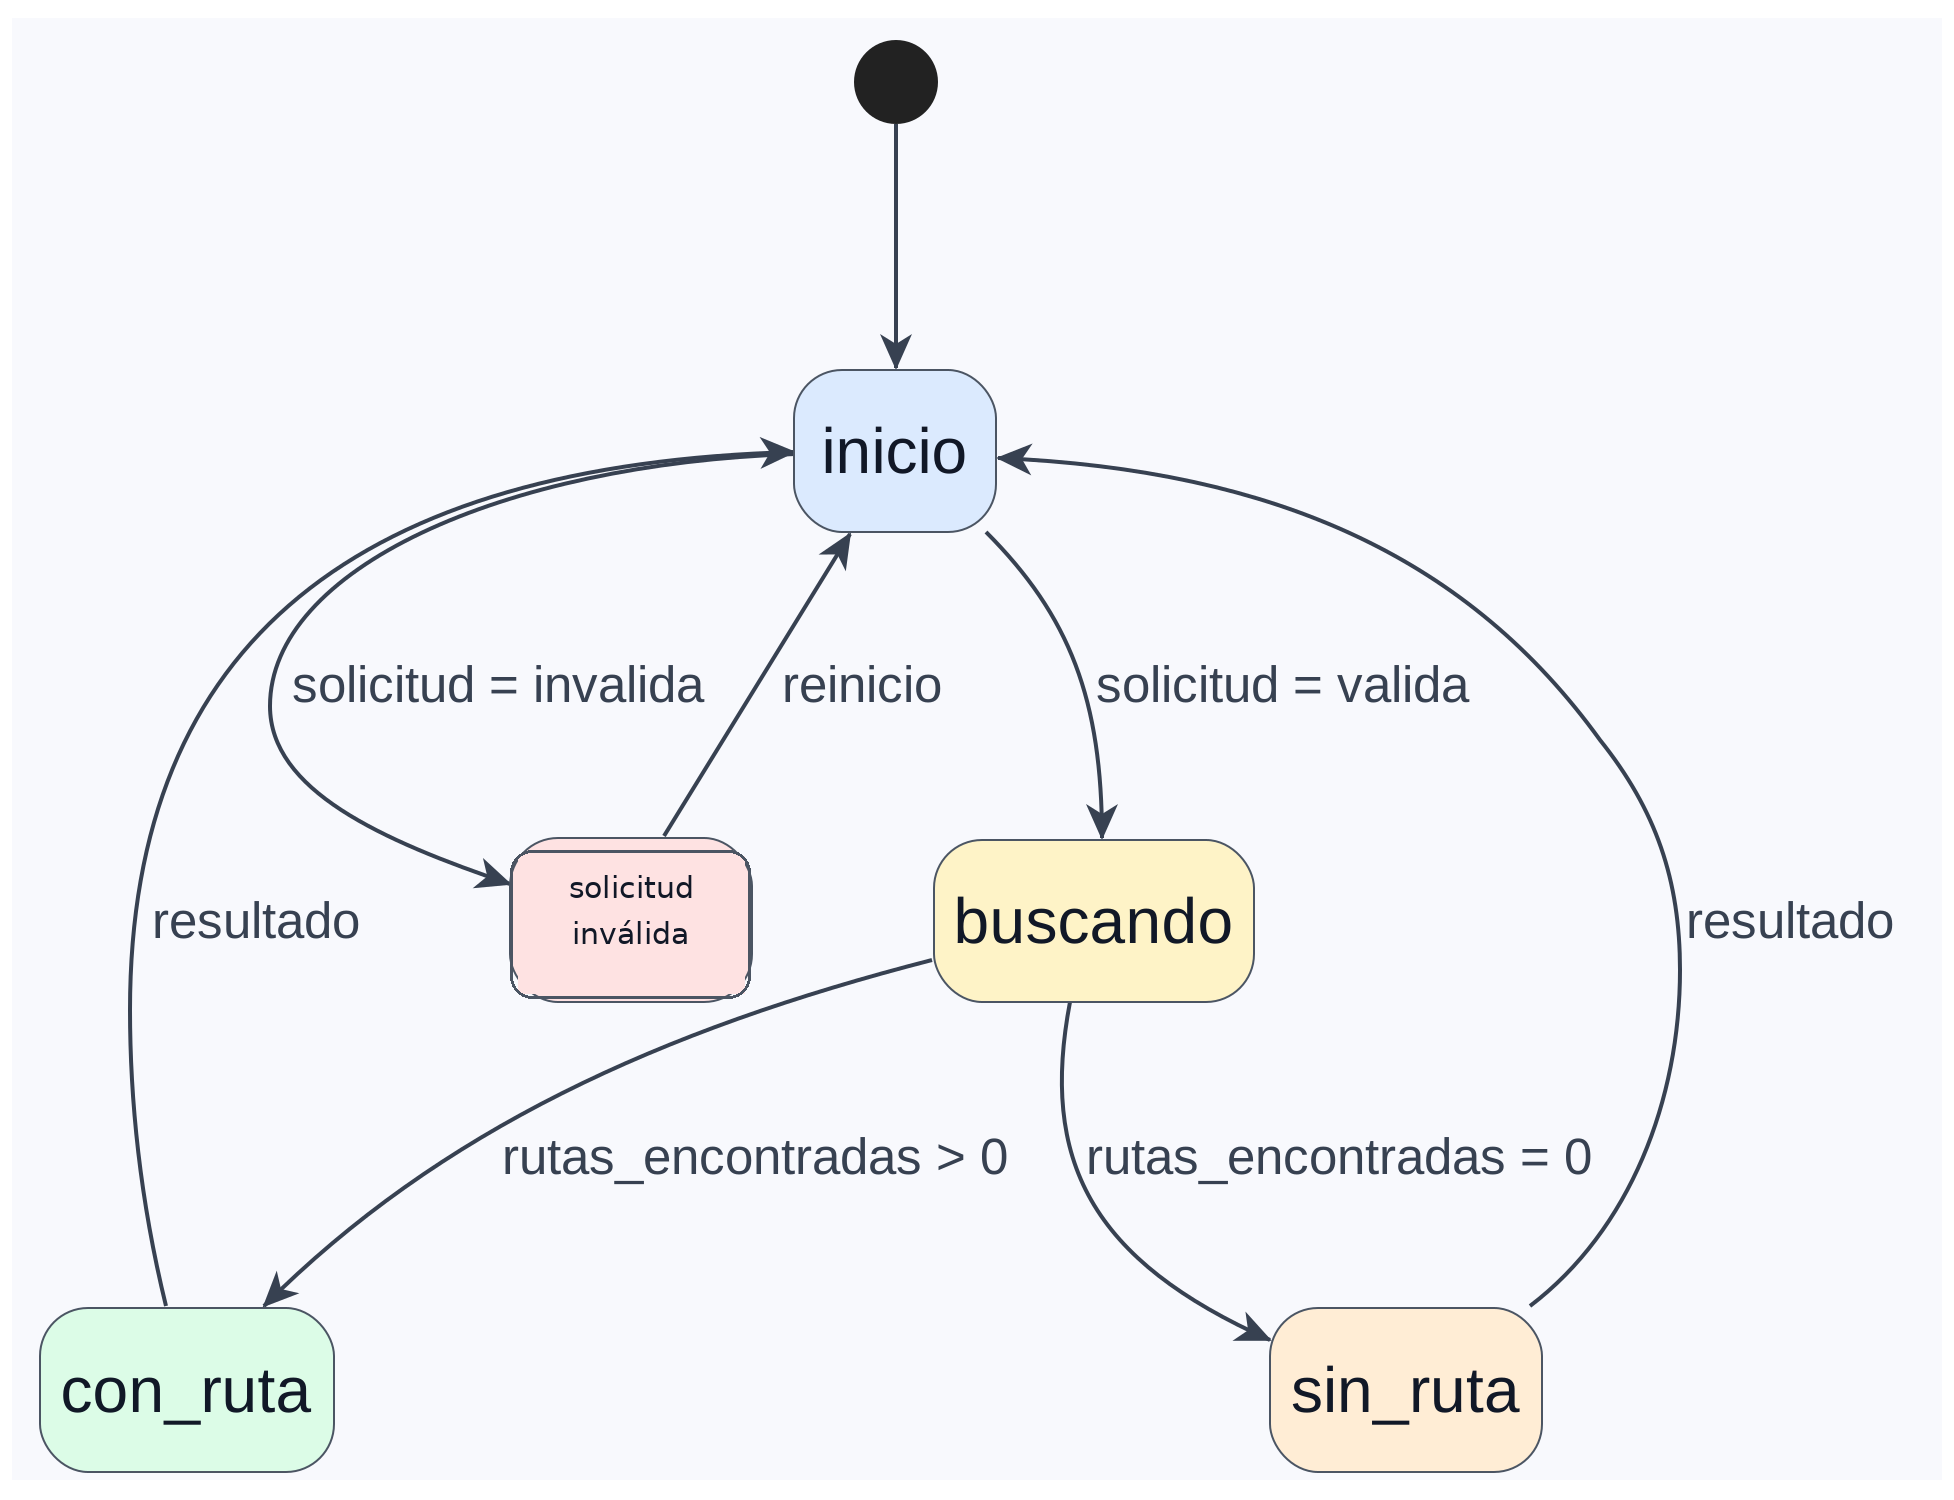 inicio
solicitud = invalida
reinicio
solicitud = valida
solicitud
inválida
buscando
resultado
resultado
rutas_encontradas > 0
rutas_encontradas = 0
con_ruta
sin_ruta